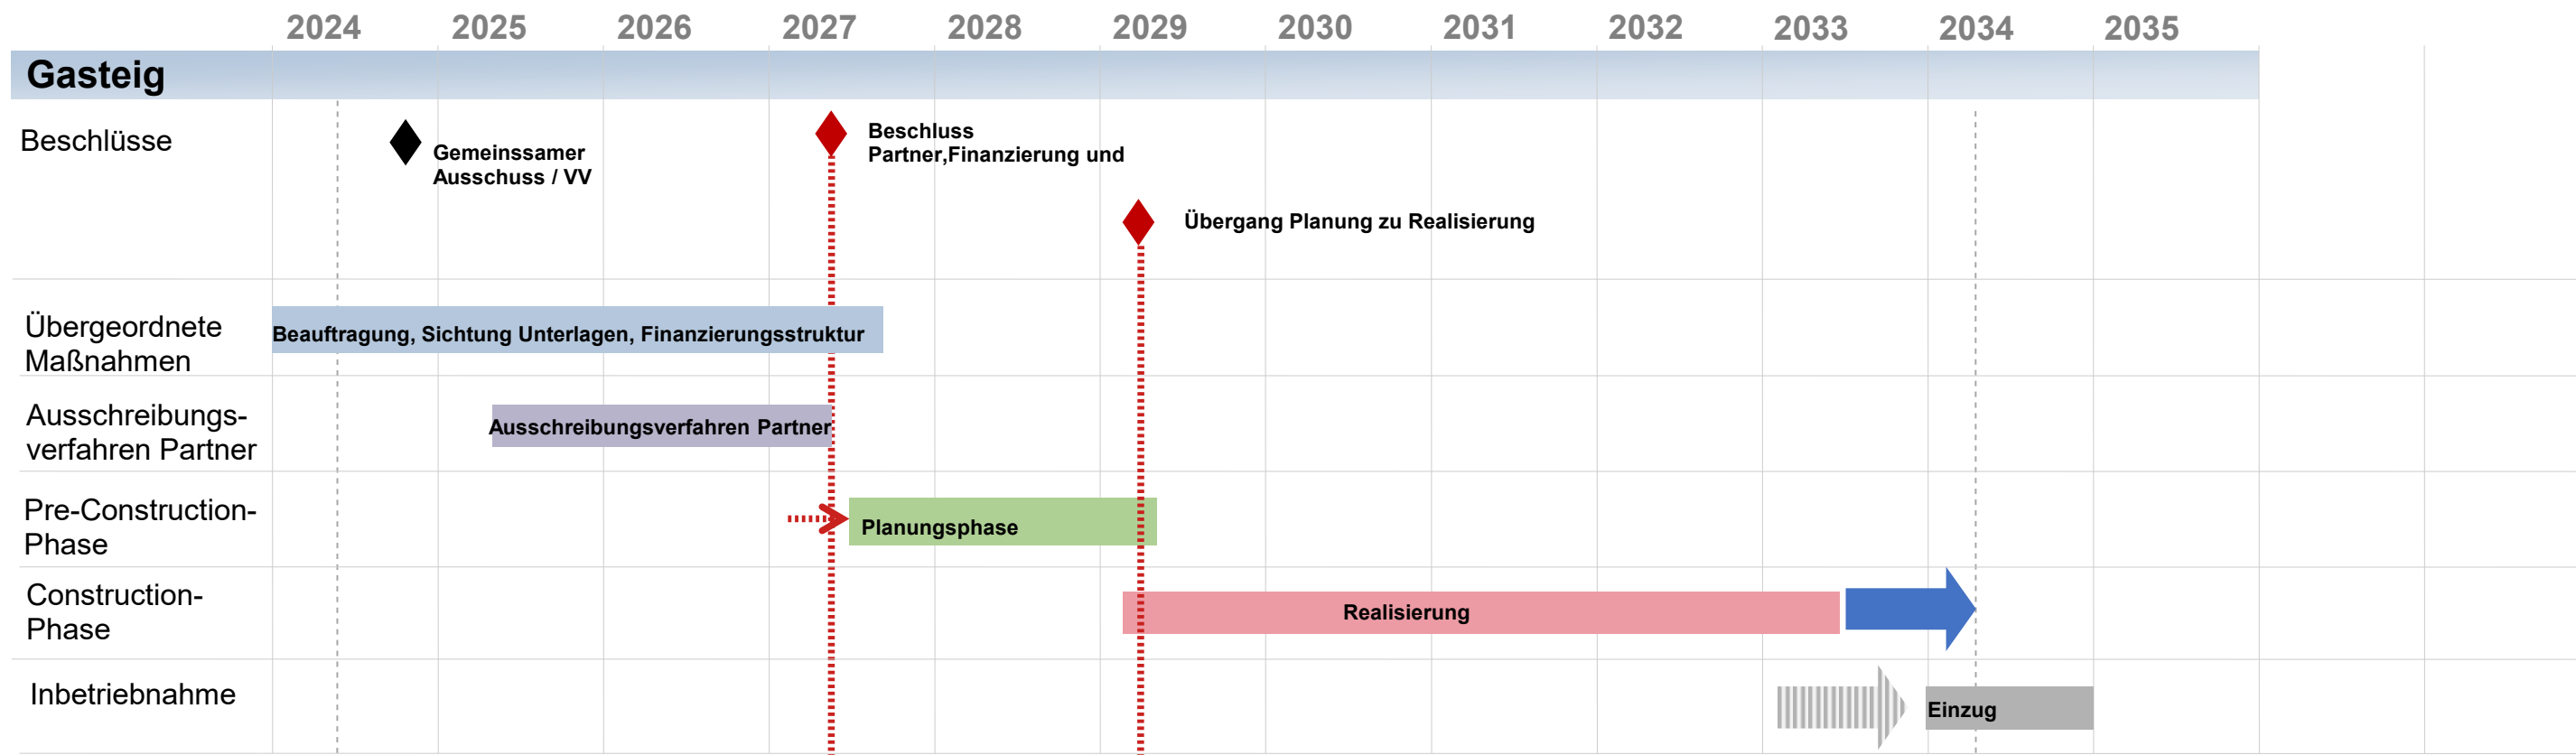 2024 2025 2026 2027 2028 2029 2030 2031 2032 2033 2034 2035
Gasteig
Beschlüsse
Gemeinssamer
Ausschuss / VV
Beschluss
Partner,Finanzierung und
Übergang Planung zu Realisierung
Übergeordnete
Maßnahmen
Beauftragung, Sichtung Unterlagen, Finanzierungsstruktur
Ausschreibungs-
verfahren Partner
Ausschreibungsverfahren Partner
Pre-Construction-
Phase
Planungsphase
Construction-
Phase
Realisierung
Inbetriebnahme
Einzug